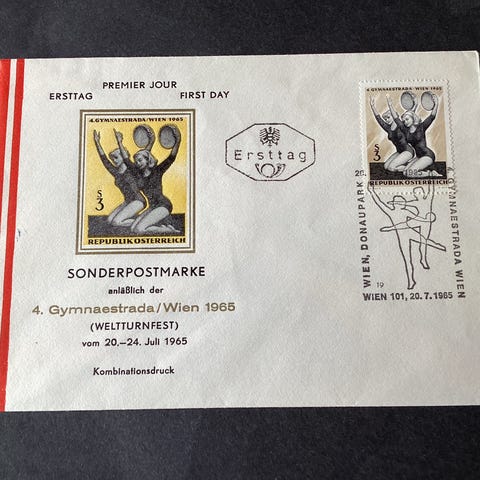 PREMIER JOUR
ERSTTAG FIRST DAY
4. GYMNAESTRADA/WIEN 1965
S
3
REPUBLIK ÖSTERREICH
SONDERPOSTMARKE
anläßlich der
4. Gymnaestrada/Wien 1965
(WELTTURNFEST)
vom 20.–24. Juli 1965
Kombinationsdruck
Ersttag
4. GYMNAESTRADA/WIEN 1965
S
3
WIEN, DONAUPARK
GYMNAESTRADA WIEN
19
WIEN 101, 20.7.1965